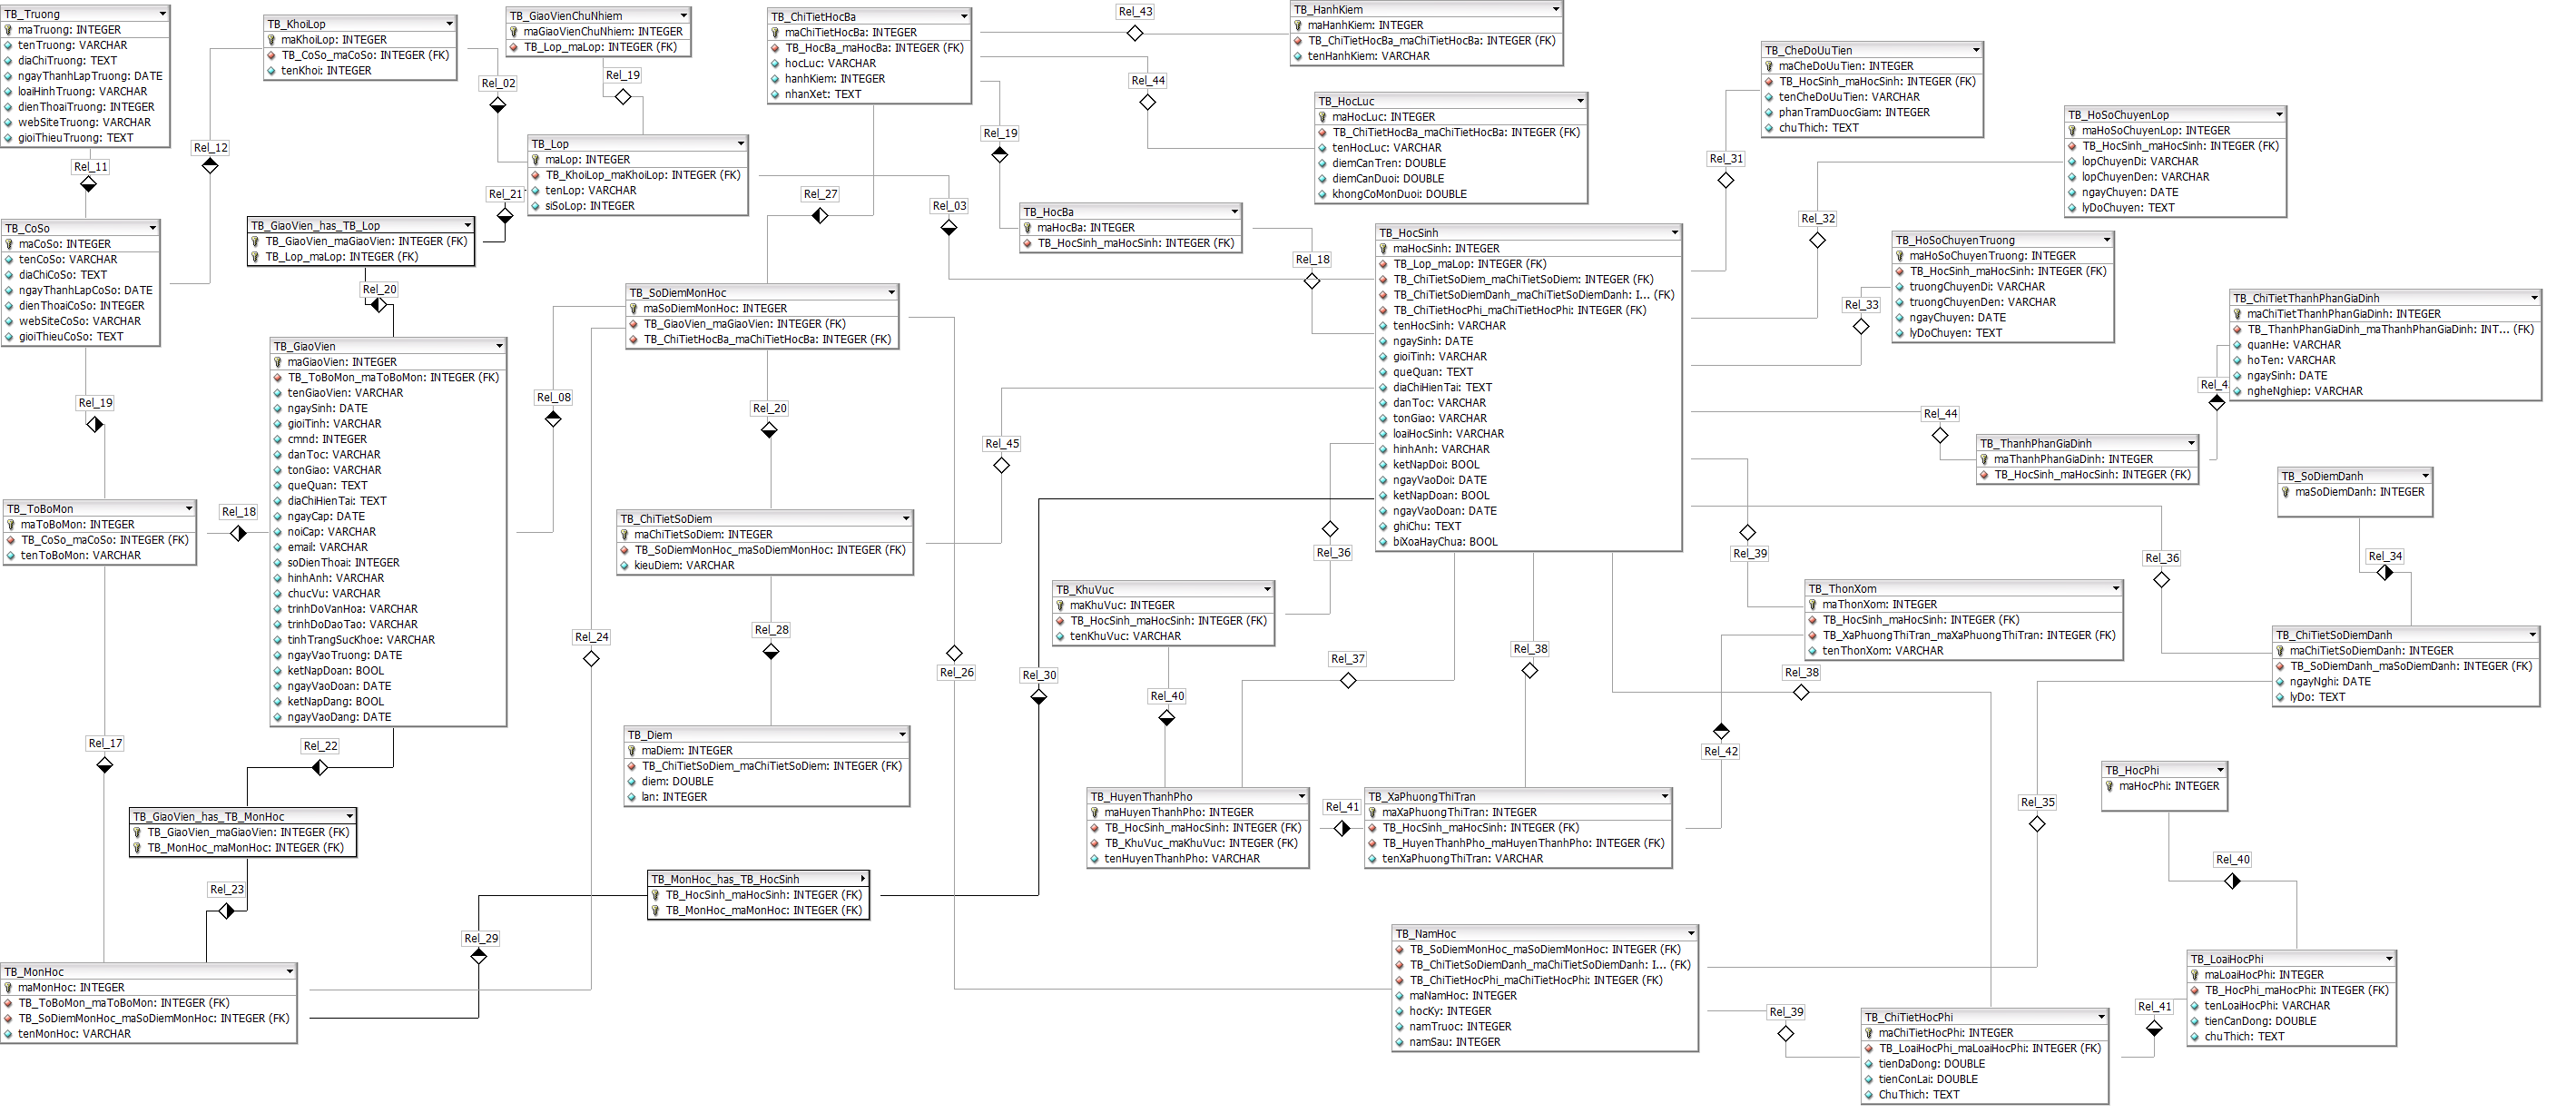 TB_Truong
maTruong: INTEGER
tenTruong: VARCHAR
diaChiTruong: TEXT
ngayThanhLapTruong: DATE
loaiHinhTruong: VARCHAR
dienThoaiTruong: INTEGER
webSiteTruong: VARCHAR
gioiThieuTruong: TEXT
TB_KhoiLop
maKhoiLop: INTEGER
TB_CoSo_maCoSo: INTEGER (FK)
tenKhoi: INTEGER
TB_GiaoVienChuNhiem
maGiaoVienChuNhiem: INTEGER
TB_Lop_maLop: INTEGER (FK)
TB_ChiTietHocBa
maChiTietHocBa: INTEGER
TB_HocBa_maHocBa: INTEGER (FK)
hocLuc: VARCHAR
hanhKiem: INTEGER
nhanXet: TEXT
Rel_43
TB_HanhKiem
maHanhKiem: INTEGER
TB_ChiTietHocBa_maChiTietHocBa: INTEGER (FK)
tenHanhKiem: VARCHAR
Rel_02
Rel_19
Rel_44
TB_HocLuc
maHocLuc: INTEGER
TB_ChiTietHocBa_maChiTietHocBa: INTEGER (FK)
tenHocLuc: VARCHAR
diemCanTren: DOUBLE
diemCanDuoi: DOUBLE
khongCoMonDuoi: DOUBLE
TB_CheDoUuTien
maCheDoUuTien: INTEGER
TB_HocSinh_maHocSinh: INTEGER (FK)
tenCheDoUuTien: VARCHAR
phanTramDuocGiam: INTEGER
chuThich: TEXT
TB_HoSoChuyenLop
maHoSoChuyenLop: INTEGER
TB_HocSinh_maHocSinh: INTEGER (FK)
lopChuyenDi: VARCHAR
lopChuyenDen: VARCHAR
ngayChuyen: DATE
lyDoChuyen: TEXT
Rel_11
Rel_12
TB_Lop
maLop: INTEGER
TB_KhoiLop_maKhoiLop: INTEGER (FK)
tenLop: VARCHAR
siSoLop: INTEGER
Rel_19
Rel_31
Rel_21
Rel_27
Rel_03
Rel_32
TB_CoSo
maCoSo: INTEGER
tenCoSo: VARCHAR
diaChiCoSo: TEXT
ngayThanhLapCoSo: DATE
dienThoaiCoSo: INTEGER
webSiteCoSo: VARCHAR
gioiThieuCoSo: TEXT
TB_GiaoVien_has_TB_Lop
TB_GiaoVien_maGiaoVien: INTEGER (FK)
TB_Lop_maLop: INTEGER (FK)
TB_HocBa
maHocBa: INTEGER
TB_HocSinh_maHocSinh: INTEGER (FK)
Rel_18
TB_HocSinh
maHocSinh: INTEGER
TB_Lop_maLop: INTEGER (FK)
TB_ChiTietSoDiem_maChiTietSoDiem: INTEGER (FK)
TB_ChiTietSoDiemDanh_maChiTietSoDiemDanh: I... (FK)
TB_ChiTietHocPhi_maChiTietHocPhi: INTEGER (FK)
tenHocSinh: VARCHAR
ngaySinh: DATE
gioiTinh: VARCHAR
queQuan: TEXT
diaChiHienTai: TEXT
danToc: VARCHAR
tonGiao: VARCHAR
loaiHocSinh: VARCHAR
hinhAnh: VARCHAR
ketNapDoi: BOOL
ngayVaoDoi: DATE
ketNapDoan: BOOL
ngayVaoDoan: DATE
ghiChu: TEXT
biXoaHayChua: BOOL
TB_HoSoChuyenTruong
maHoSoChuyenTruong: INTEGER
TB_HocSinh_maHocSinh: INTEGER (FK)
truongChuyenDi: VARCHAR
truongChuyenDen: VARCHAR
ngayChuyen: DATE
lyDoChuyen: TEXT
Rel_33
TB_ChiTietThanhPhanGiaDinh
maChiTietThanhPhanGiaDinh: INTEGER
TB_ThanhPhanGiaDinh_maThanhPhanGiaDinh: INT... (FK)
quanHe: VARCHAR
hoTen: VARCHAR
ngaySinh: DATE
ngheNghiep: VARCHAR
Rel_20
TB_SoDiemMonHoc
maSoDiemMonHoc: INTEGER
TB_GiaoVien_maGiaoVien: INTEGER (FK)
TB_ChiTietHocBa_maChiTietHocBa: INTEGER (FK)
TB_GiaoVien
maGiaoVien: INTEGER
TB_ToBoMon_maToBoMon: INTEGER (FK)
tenGiaoVien: VARCHAR
ngaySinh: DATE
gioiTinh: VARCHAR
cmnd: INTEGER
danToc: VARCHAR
tonGiao: VARCHAR
queQuan: TEXT
diaChiHienTai: TEXT
ngayCap: DATE
noiCap: VARCHAR
email: VARCHAR
soDienThoai: INTEGER
hinhAnh: VARCHAR
chucVu: VARCHAR
trinhDoVanHoa: VARCHAR
trinhDoDaoTao: VARCHAR
tinhTrangSucKhoe: VARCHAR
ngayVaoTruong: DATE
ketNapDoan: BOOL
ngayVaoDoan: DATE
ketNapDang: BOOL
ngayVaoDang: DATE
Rel_19
Rel_08
Rel_20
Rel_45
Rel_44
Rel_4
TB_ThanhPhanGiaDinh
maThanhPhanGiaDinh: INTEGER
TB_HocSinh_maHocSinh: INTEGER (FK)
TB_SoDiemDanh
maSoDiemDanh: INTEGER
TB_ToBoMon
maToBoMon: INTEGER
TB_CoSo_maCoSo: INTEGER (FK)
tenToBoMon: VARCHAR
Rel_18
TB_ChiTietSoDiem
maChiTietSoDiem: INTEGER
TB_SoDiemMonHoc_maSoDiemMonHoc: INTEGER (FK)
kieuDiem: VARCHAR
Rel_36
Rel_39
Rel_36
Rel_34
TB_KhuVuc
maKhuVuc: INTEGER
TB_HocSinh_maHocSinh: INTEGER (FK)
tenKhuVuc: VARCHAR
TB_ThonXom
maThonXom: INTEGER
TB_HocSinh_maHocSinh: INTEGER (FK)
TB_XaPhuongThiTran_maXaPhuongThiTran: INTEGER (FK)
tenThonXom: VARCHAR
TB_ChiTietSoDiemDanh
maChiTietSoDiemDanh: INTEGER
TB_SoDiemDanh_maSoDiemDanh: INTEGER (FK)
ngayNghi: DATE
lyDo: TEXT
Rel_24
Rel_28
Rel_26
Rel_30
Rel_37
Rel_38
Rel_38
Rel_40
Rel_42
Rel_17
Rel_22
TB_Diem
maDiem: INTEGER
TB_ChiTietSoDiem_maChiTietSoDiem: INTEGER (FK)
diem: DOUBLE
lan: INTEGER
TB_HuyenThanhPho
maHuyenThanhPho: INTEGER
TB_HocSinh_maHocSinh: INTEGER (FK)
TB_KhuVuc_maKhuVuc: INTEGER (FK)
tenHuyenThanhPho: VARCHAR
Rel_41
TB_XaPhuongThiTran
maXaPhuongThiTran: INTEGER
TB_HocSinh_maHocSinh: INTEGER (FK)
TB_HuyenThanhPho_maHuyenThanhPho: INTEGER (FK)
tenXaPhuongThiTran: VARCHAR
Rel_35
TB_HocPhi
maHocPhi: INTEGER
TB_GiaoVien_has_TB_MonHoc
TB_GiaoVien_maGiaoVien: INTEGER (FK)
TB_MonHoc_maMonHoc: INTEGER (FK)
Rel_40
Rel_23
TB_MonHoc_has_TB_HocSinh
TB_HocSinh_maHocSinh: INTEGER (FK)
TB_MonHoc_maMonHoc: INTEGER (FK)
Rel_29
TB_NamHoc
TB_SoDiemMonHoc_maSoDiemMonHoc: INTEGER (FK)
TB_ChiTietSoDiemDanh_maChiTietSoDiemDanh: I... (FK)
TB_ChiTietHocPhi_maChiTietHocPhi: INTEGER (FK)
maNamHoc: INTEGER
hocKy: INTEGER
namTruoc: INTEGER
namSau: INTEGER
TB_LoaiHocPhi
maLoaiHocPhi: INTEGER
TB_HocPhi_maHocPhi: INTEGER (FK)
tenLoaiHocPhi: VARCHAR
tienCanDong: DOUBLE
chuThich: TEXT
TB_MonHoc
maMonHoc: INTEGER
TB_ToBoMon_maToBoMon: INTEGER (FK)
TB_SoDiemMonHoc_maSoDiemMonHoc: INTEGER (FK)
tenMonHoc: VARCHAR
Rel_39
Rel_41
TB_ChiTietHocPhi
maChiTietHocPhi: INTEGER
TB_LoaiHocPhi_maLoaiHocPhi: INTEGER (FK)
tienDaDong: DOUBLE
tienConLai: DOUBLE
ChuThich: TEXT